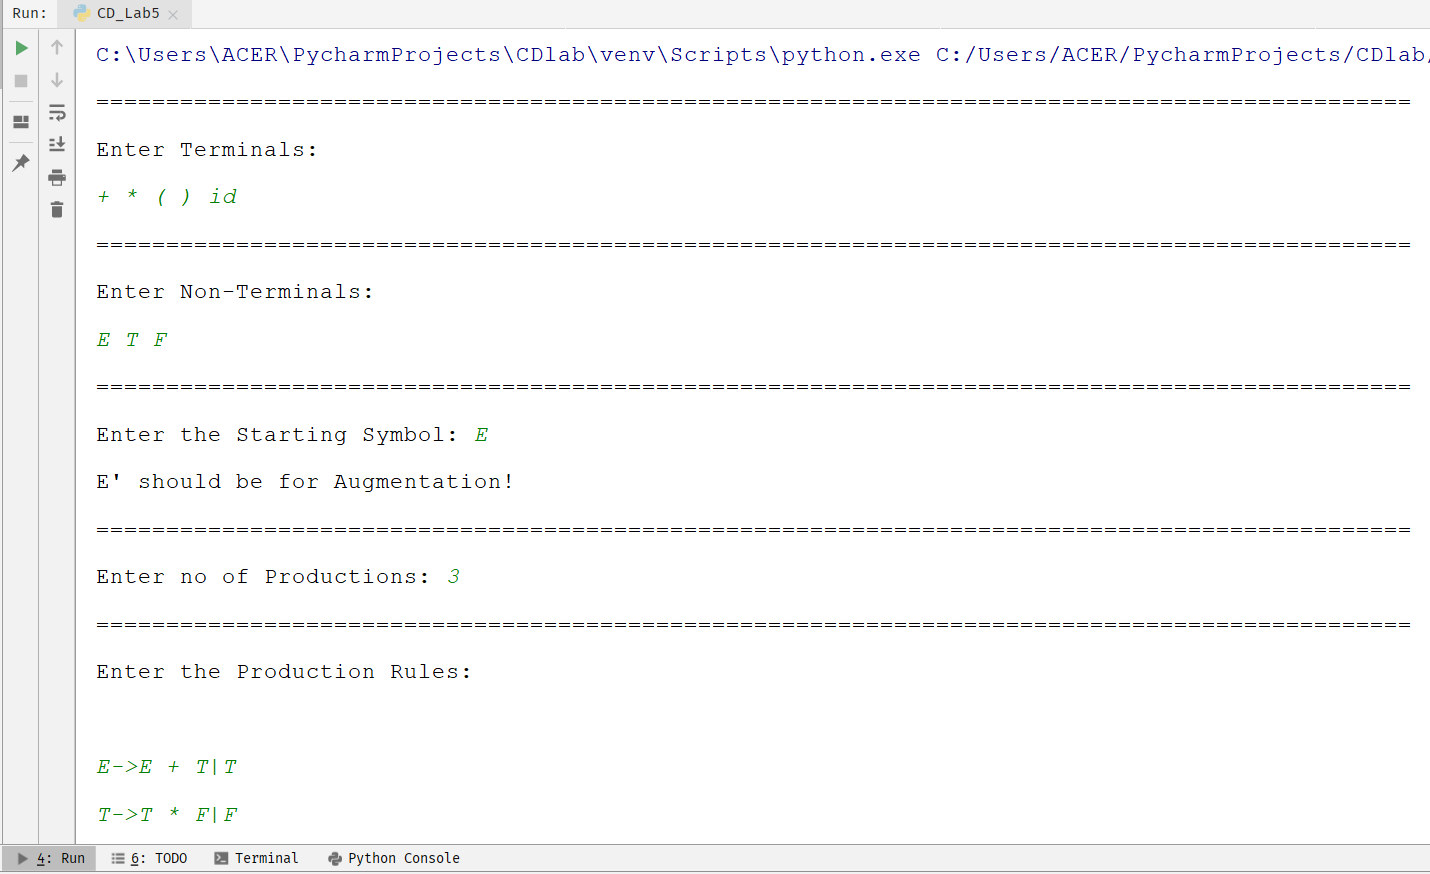 Run: CD_Lab5
C:\Users\ACER\PycharmProjects\CDlab\venv\Scripts\python.exe C:/Users/ACER/PycharmProjects/CDlab/
==============================================================================================
Enter Terminals:
+ * ( ) id
==============================================================================================
Enter Non-Terminals:
E T F
==============================================================================================
Enter the Starting Symbol: E
E' should be for Augmentation!
==============================================================================================
Enter no of Productions: 3
==============================================================================================
Enter the Production Rules:
E->E + T|T
T->T * F|F
4: Run 6: TODO Terminal Python Console